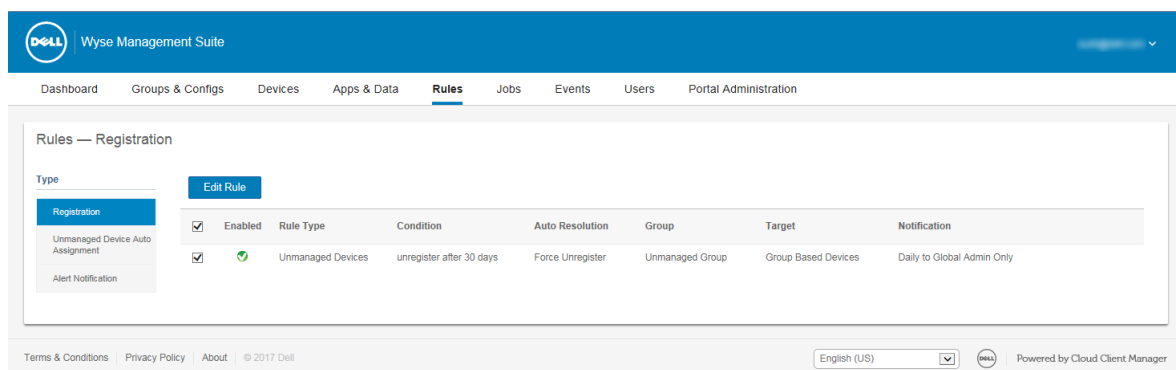 DELL Wyse Management Suite
Dashboard Groups & Configs Devices Apps & Data Rules Jobs Events Users Portal Administration
Rules — Registration
Type
Edit Rule
Registration
Enabled Rule Type Condition Auto Resolution Group Target Notification
Unmanaged Device Auto
Assignment
Unmanaged Devices unregister after 30 days Force Unregister Unmanaged Group Group Based Devices Daily to Global Admin Only
Alert Notification
Terms & Conditions Privacy Policy About © 2017 Dell English (US) DELL Powered by Cloud Client Manager